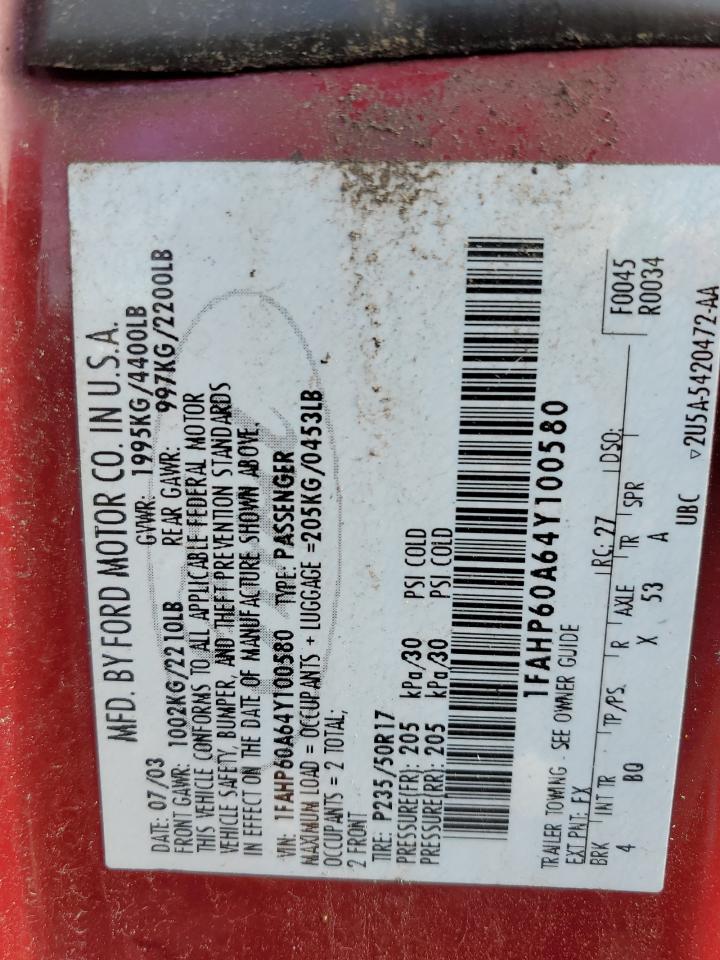 MFD. BY FORD MOTOR CO. IN U.S.A.
DATE: 07/03 GVWR: 1995KG/4400LB
FRONT GAWR: 1002KG/2210LB REAR GAWR: 997KG/2200LB
THIS VEHICLE CONFORMS TO ALL APPLICABLE FEDERAL MOTOR
VEHICLE SAFETY, BUMPER, AND THEFT PREVENTION STANDARDS
IN EFFECT ON THE DATE OF MANUFACTURE SHOWN ABOVE.
VIN: 1FAHP60A64Y100580 TYPE: PASSENGER
MAXIMUM LOAD = OCCUPANTS + LUGGAGE =205KG/0453LB
OCCUPANTS = 2 TOTAL;
2 FRONT
TIRE: P235/50R17
PRESSURE(FR): 205 kPa/30 PSI COLD
PRESSURE(RR): 205 kPa/30 PSI COLD
1FAHP60A64Y100580
TRAILER TOWING - SEE OWNER GUIDE
EXT PNT: FX RC: 27 DSO: F0045
R0034
BRK INT TR TP/PS R AXLE TR SPR
4 BQ X 53 A
UBC ▽2U5A-5420472-AA